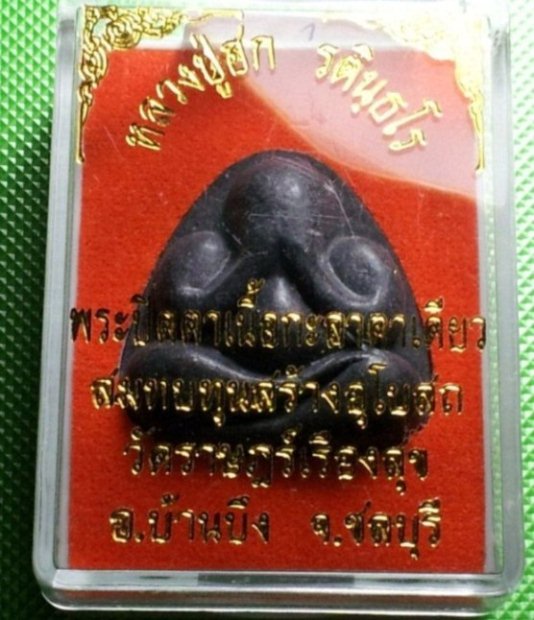 หลวงปู่ฮก รตินฺธโร
พระปิดตาเนื้อกะลาตาเดียว
สมทบทุนสร้างอุโบสถ
วัดราษฎร์เรืองสุข
อ.บ้านบึง จ.ชลบุรี